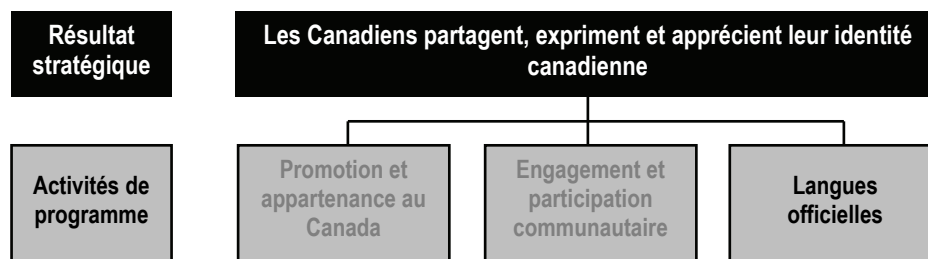 Résultat
stratégique
Les Canadiens partagent, expriment et apprécient leur identité
canadienne
Activités de
programme
Promotion et
appartenance au
Canada
Engagement et
participation
communautaire
Langues
officielles